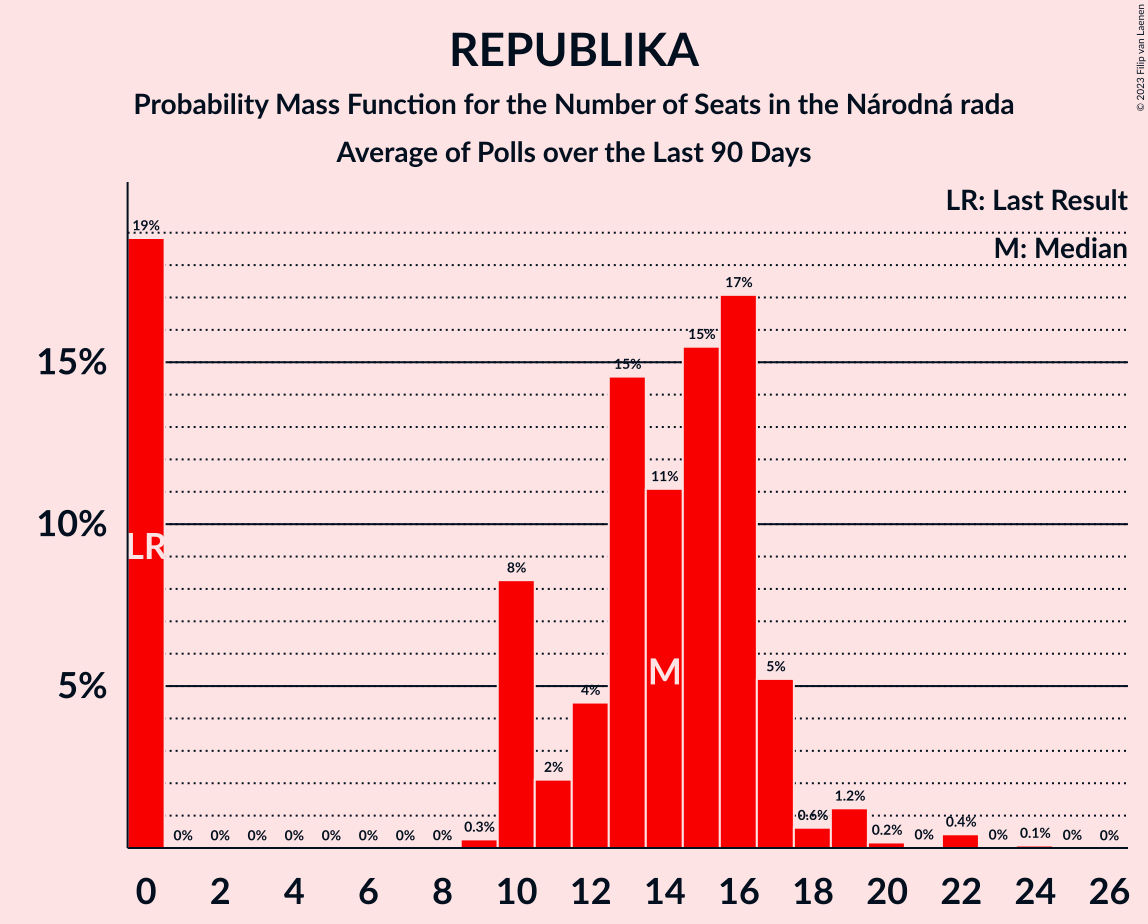 REPUBLIKA
Probability Mass Function for the Number of Seats in the Národná rada
Average of Polls over the Last 90 Days
© 2023 Filip van Laenen
LR: Last Result
M: Median
19%
17%
15%
15%
15%
11%
10%
LR
8%
M
5%
5%
4%
2%
1.2%
0% 0% 0% 0% 0% 0% 0% 0% 0.3% 0.6% 0.2% 0% 0.4% 0% 0.1% 0% 0%
0 2 4 6 8 10 12 14 16 18 20 22 24 26